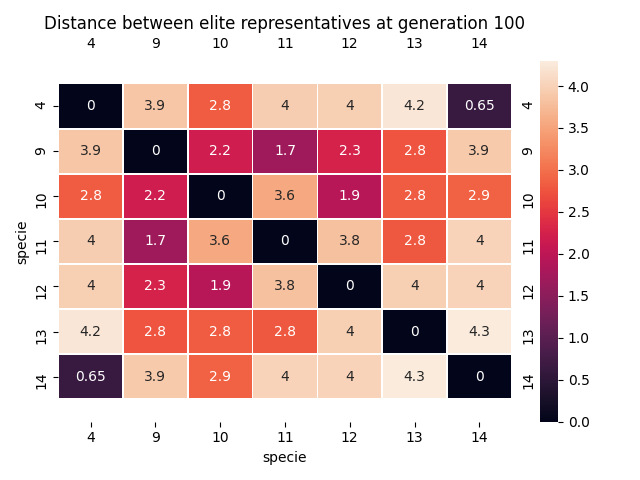 Distance between elite representatives at generation 100
4 9 10 11 12 13 14
4 0 3.9 2.8 4 4 4.2 0.65 4 4.0
9 3.9 0 2.2 1.7 2.3 2.8 3.9 9 3.5
10 2.8 2.2 0 3.6 1.9 2.8 2.9 10 3.0
specie 11 4 1.7 3.6 0 3.8 2.8 4 11 2.5
12 4 2.3 1.9 3.8 0 4 4 12 2.0
13 4.2 2.8 2.8 2.8 4 0 4.3 13 1.5
14 0.65 3.9 2.9 4 4 4.3 0 14 1.0
0.5
0.0
4 9 10 11 12 13 14
specie